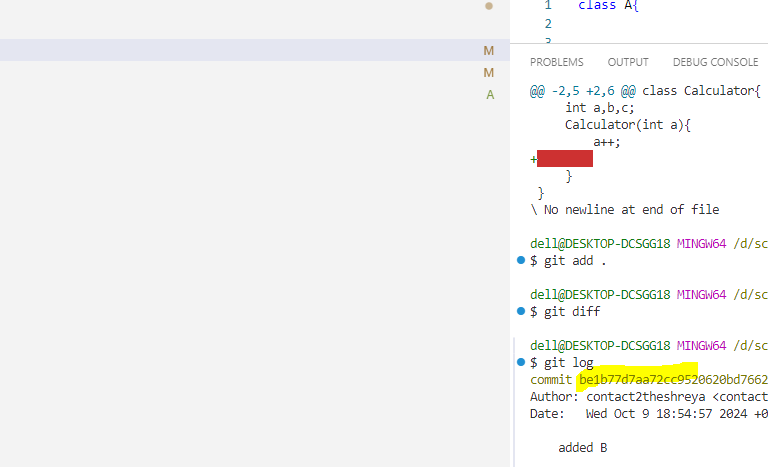 1 class A{
2
3
M
M
A
PROBLEMS OUTPUT DEBUG CONSOLE
@@ -2,5 +2,6 @@ class Calculator{
int a,b,c;
Calculator(int a){
a++;
+
}
}
\ No newline at end of file
dell@DESKTOP-DCSGG18 MINGW64 /d/sc
$ git add .
dell@DESKTOP-DCSGG18 MINGW64 /d/sc
$ git diff
dell@DESKTOP-DCSGG18 MINGW64 /d/sc
$ git log
commit be1b77d7aa72cc9520620bd7662
Author: contact2theshreya <contact
Date: Wed Oct 9 18:54:57 2024 +0
added B